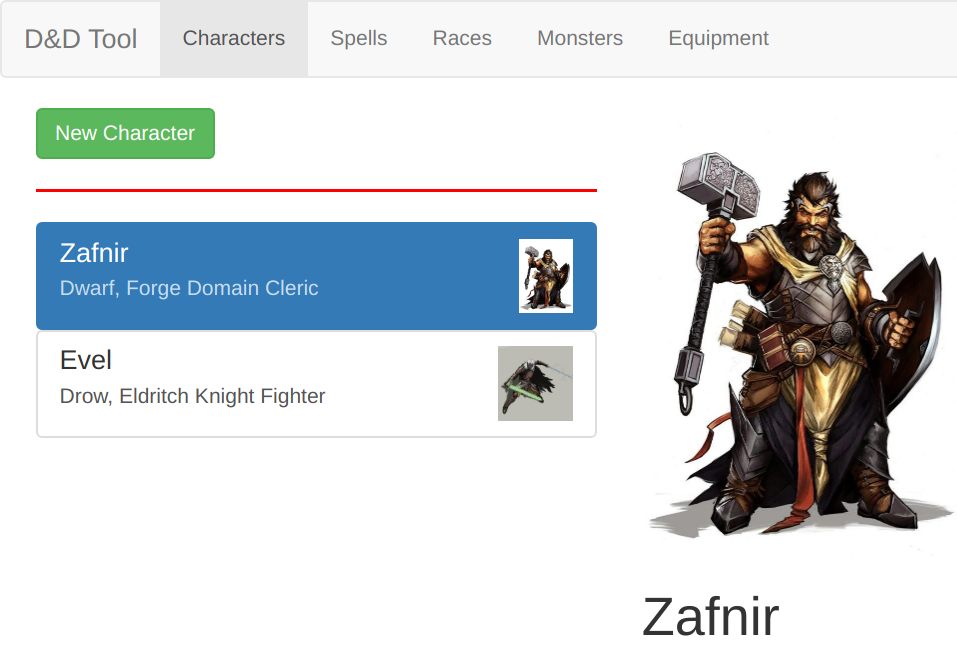 D&D Tool Characters Spells Races Monsters Equipment
New Character
Zafnir
Dwarf, Forge Domain Cleric
Evel
Drow, Eldritch Knight Fighter
Zafnir